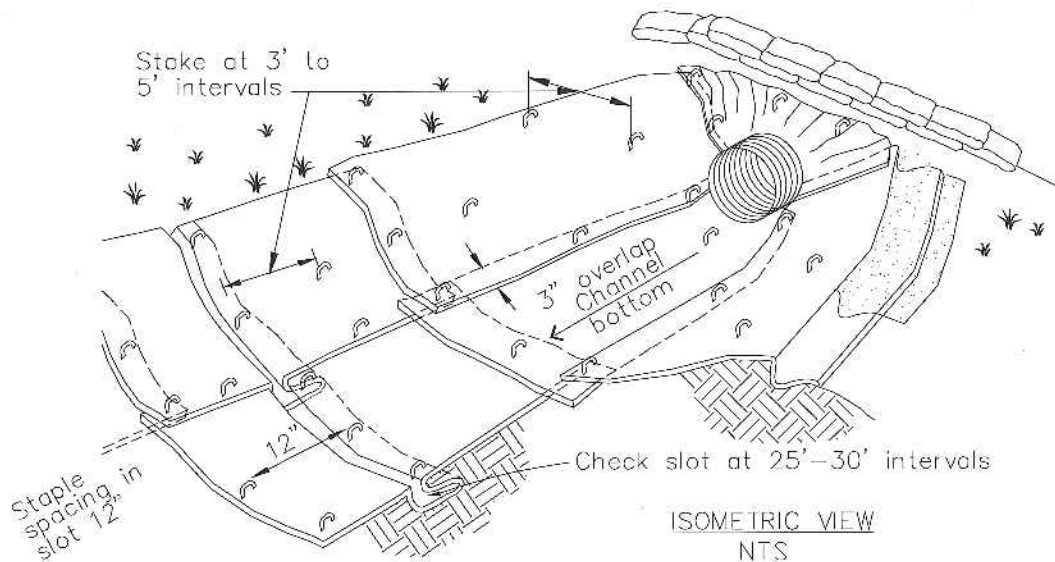 Stake at 3' to
5' intervals
3" overlap
Channel
bottom
12"
Staple
spacing in
slot 12"
Check slot at 25'-30' intervals
ISOMETRIC VIEW
NTS